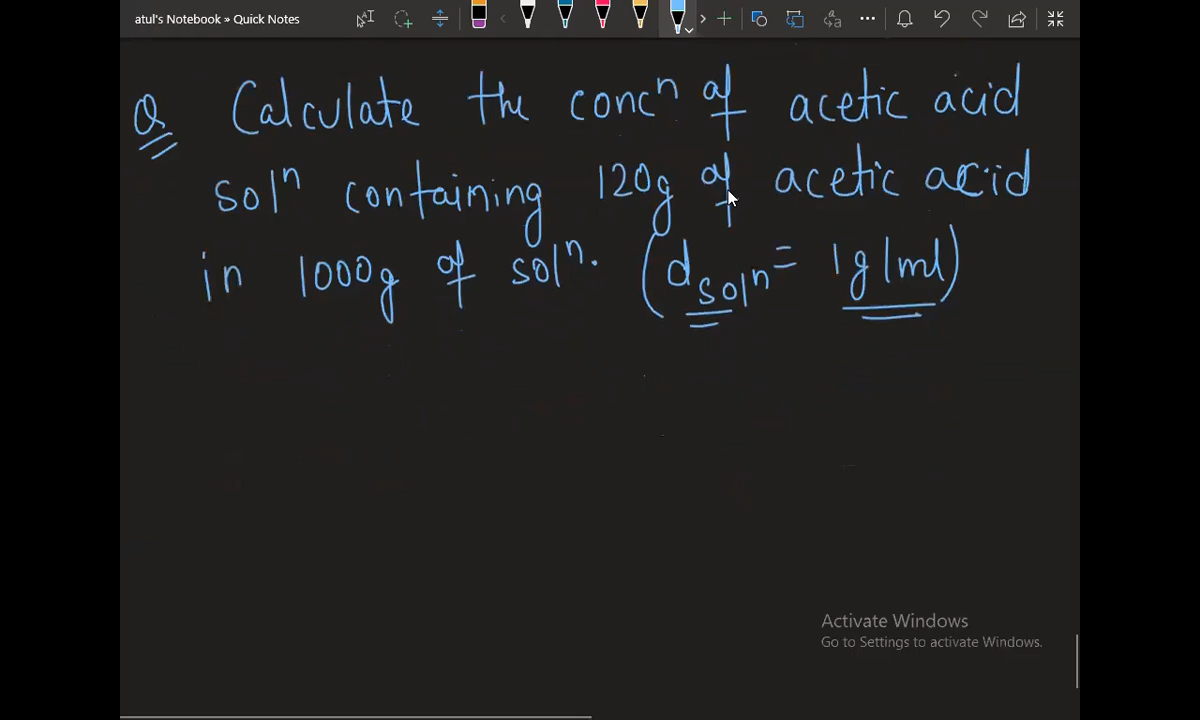 atul's Notebook » Quick Notes
Q Calculate the concⁿ of acetic acid
solⁿ containing 120g of acetic acid
in 1000g of solⁿ. (d solⁿ = 1g/ml)
Activate Windows
Go to Settings to activate Windows.